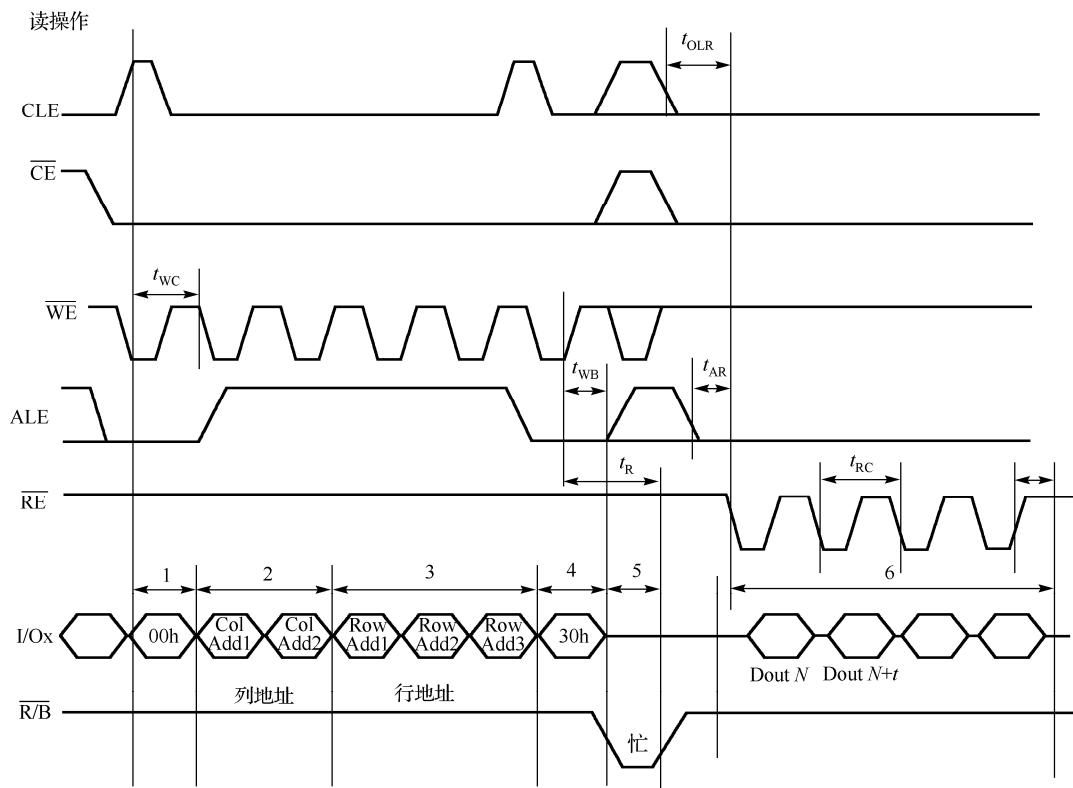 读操作
tOLR
CLE
CE
tWC
WE
tWB
tAR
ALE
tR
tRC
RE
1
2
3
4
5
6
I/Ox
00h
Col Add1
Col Add2
Row Add1
Row Add2
Row Add3
30h
Dout N
Dout N+t
列地址
行地址
R/B
忙